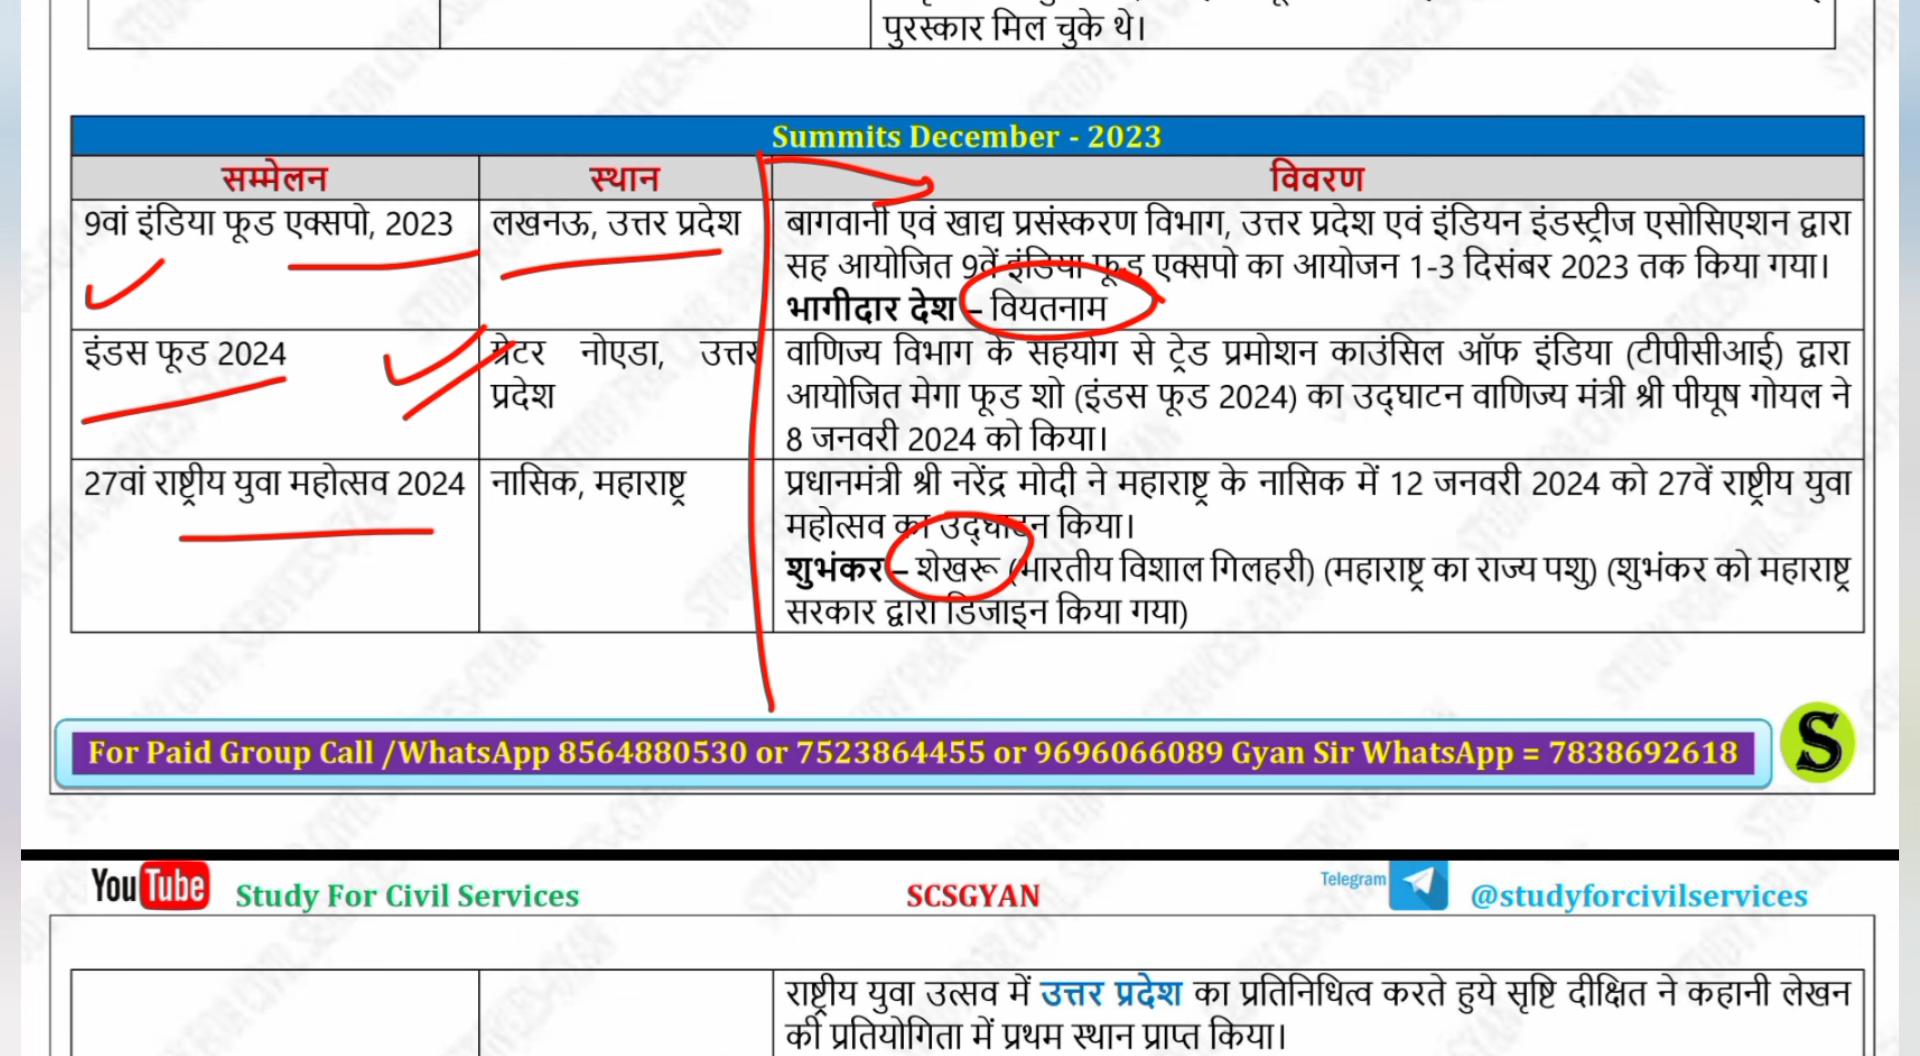 पुरस्कार मिल चुके थे।
Summits December - 2023
सम्मेलन
स्थान
विवरण
9वां इंडिया फूड एक्सपो, 2023
लखनऊ, उत्तर प्रदेश
बागवानी एवं खाद्य प्रसंस्करण विभाग, उत्तर प्रदेश एवं इंडियन इंडस्ट्रीज एसोसिएशन द्वारा
सह आयोजित 9वें इंडिया फूड एक्सपो का आयोजन 1-3 दिसंबर 2023 तक किया गया।
भागीदार देश – वियतनाम
इंडस फूड 2024
ग्रेटर नोएडा, उत्तर
प्रदेश
वाणिज्य विभाग के सहयोग से ट्रेड प्रमोशन काउंसिल ऑफ इंडिया (टीपीसीआई) द्वारा
आयोजित मेगा फूड शो (इंडस फूड 2024) का उद्घाटन वाणिज्य मंत्री श्री पीयूष गोयल ने
8 जनवरी 2024 को किया।
27वां राष्ट्रीय युवा महोत्सव 2024
नासिक, महाराष्ट्र
प्रधानमंत्री श्री नरेंद्र मोदी ने महाराष्ट्र के नासिक में 12 जनवरी 2024 को 27वें राष्ट्रीय युवा
महोत्सव का उद्घाटन किया।
शुभंकर – शेखरू (भारतीय विशाल गिलहरी) (महाराष्ट्र का राज्य पशु) (शुभंकर को महाराष्ट्र
सरकार द्वारा डिजाइन किया गया)
For Paid Group Call /WhatsApp 8564880530 or 7523864455 or 9696066089 Gyan Sir WhatsApp = 7838692618
S
YouTube
Study For Civil Services
SCSGYAN
Telegram
@studyforcivilservices
राष्ट्रीय युवा उत्सव में उत्तर प्रदेश का प्रतिनिधित्व करते हुये सृष्टि दीक्षित ने कहानी लेखन
की प्रतियोगिता में प्रथम स्थान प्राप्त किया।